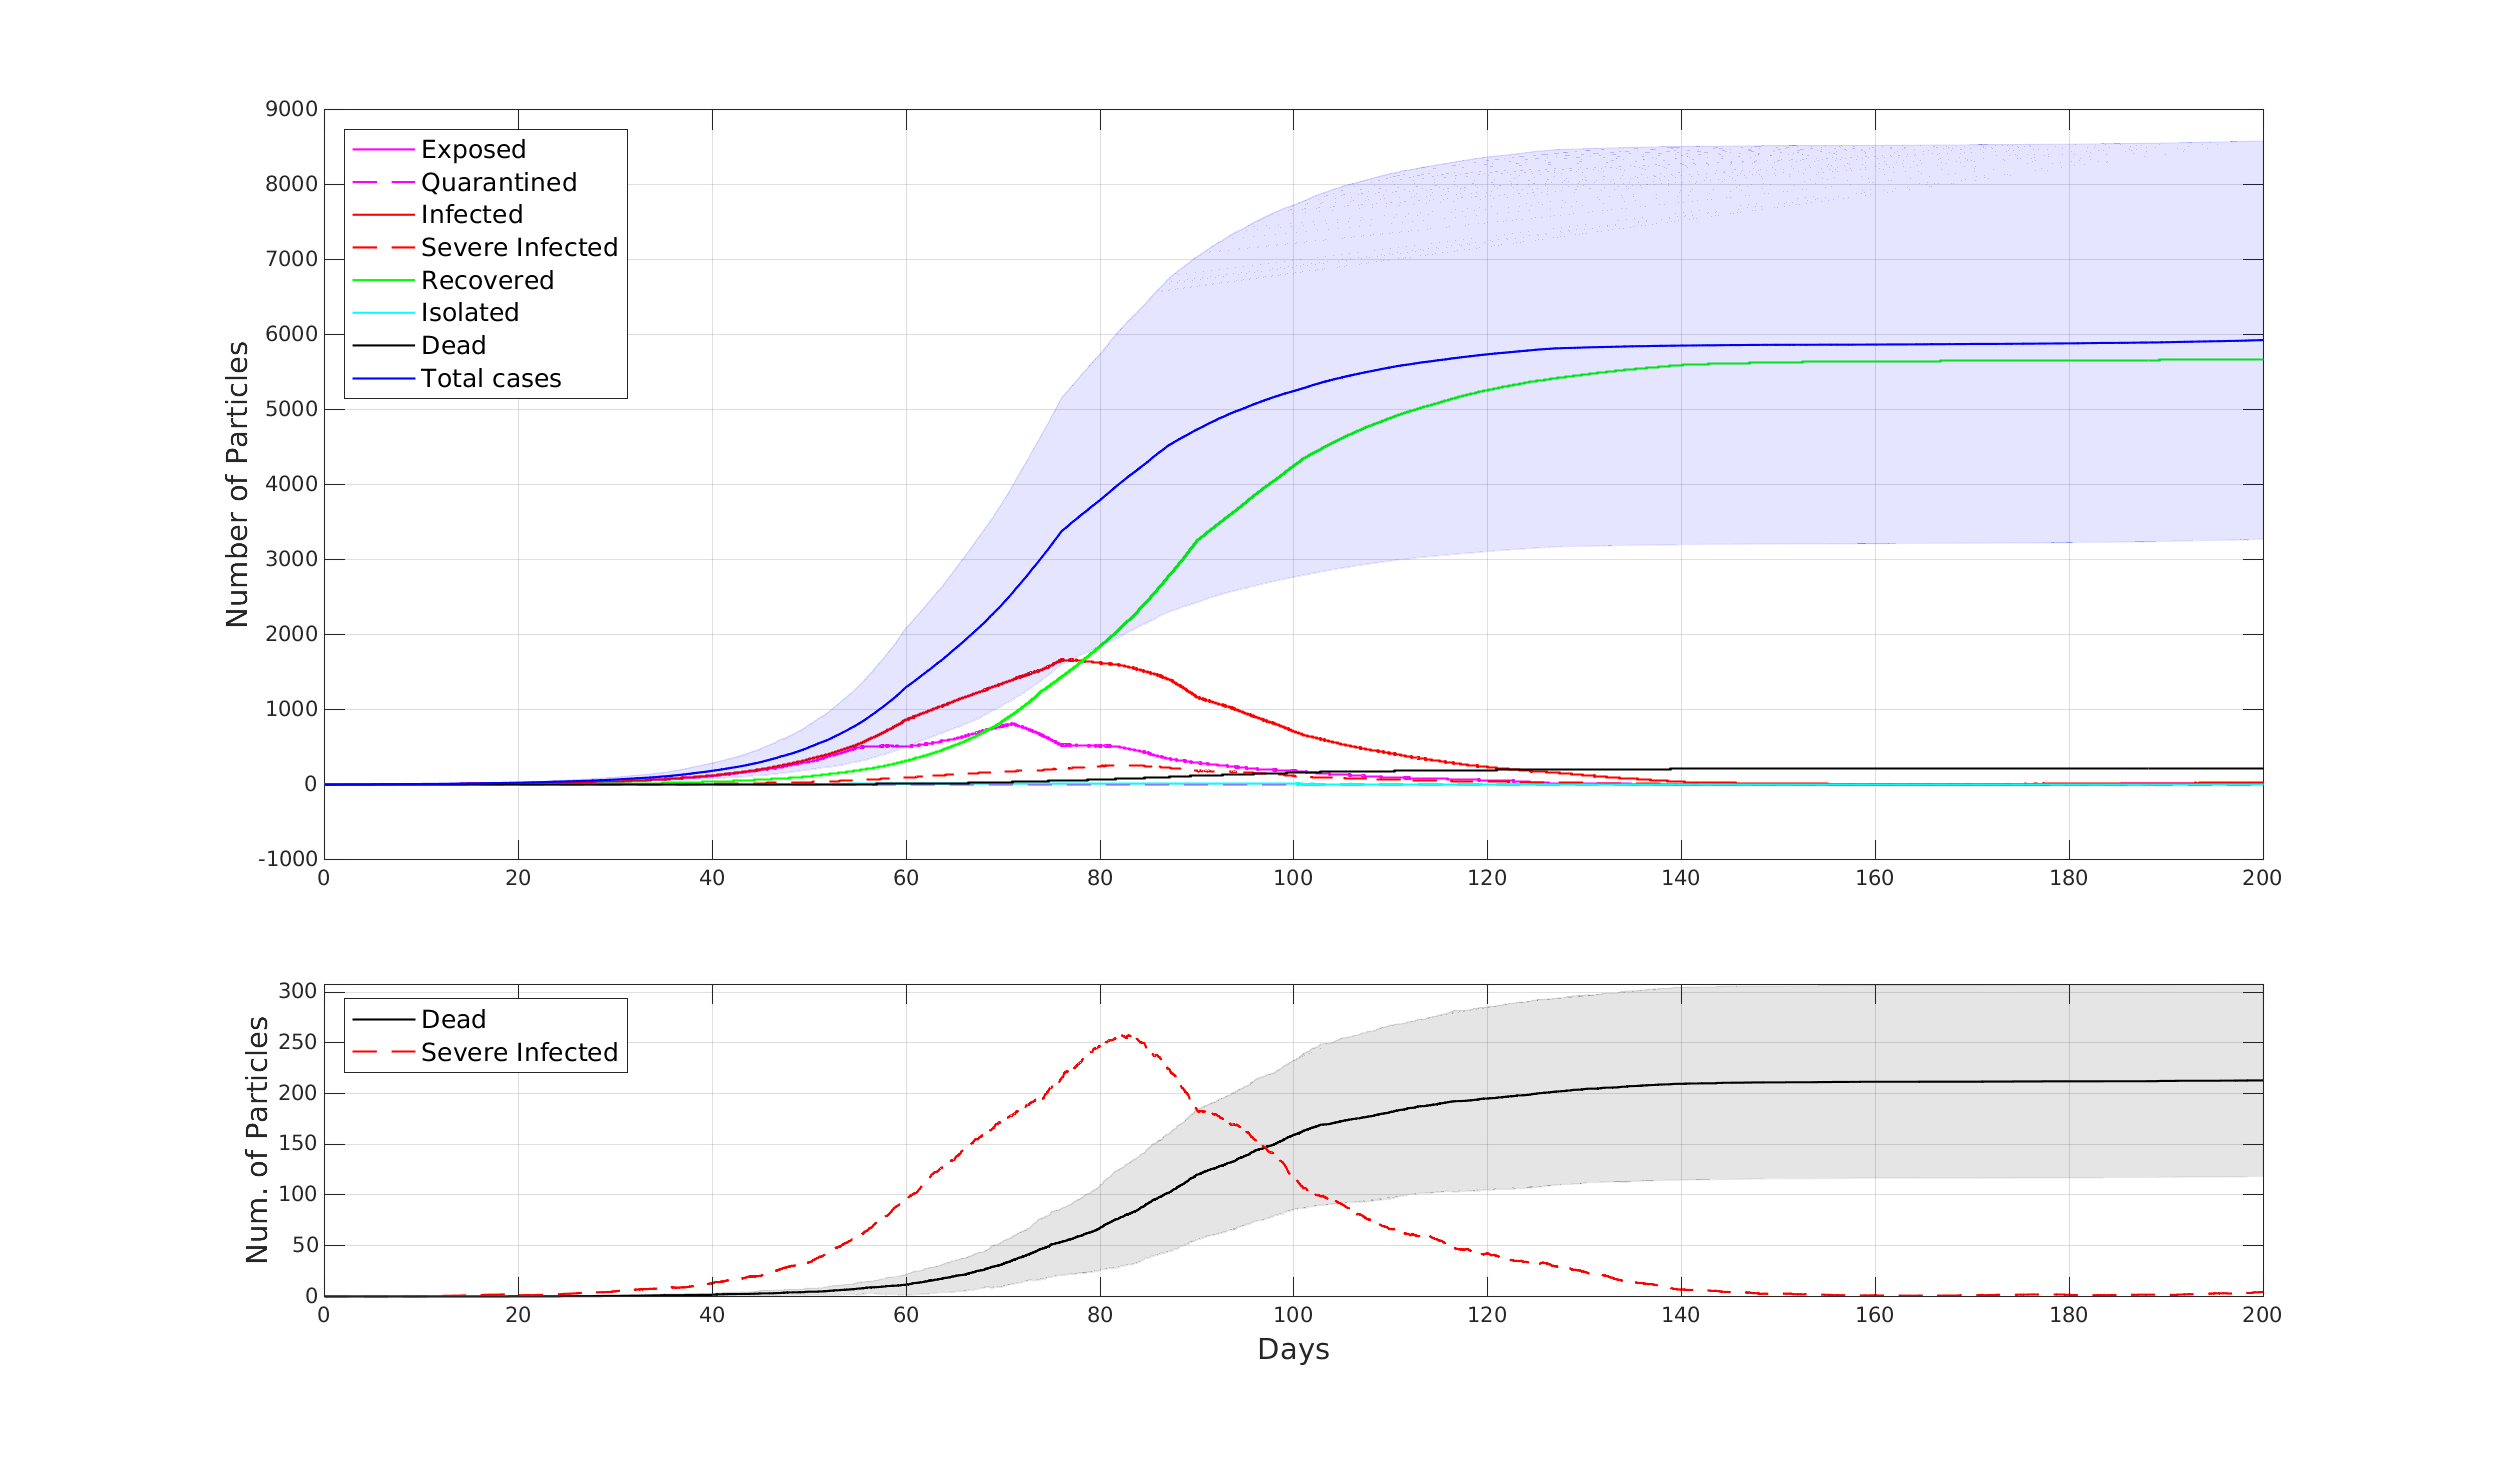 9000
8000
7000
6000
5000
4000
3000
2000
1000
0
-1000
Number of Particles
Exposed
Quarantined
Infected
Severe Infected
Recovered
Isolated
Dead
Total cases
0 20 40 60 80 100 120 140 160 180 200
300
250
200
150
100
50
0
Num. of Particles
Dead
Severe Infected
0 20 40 60 80 100 120 140 160 180 200
Days